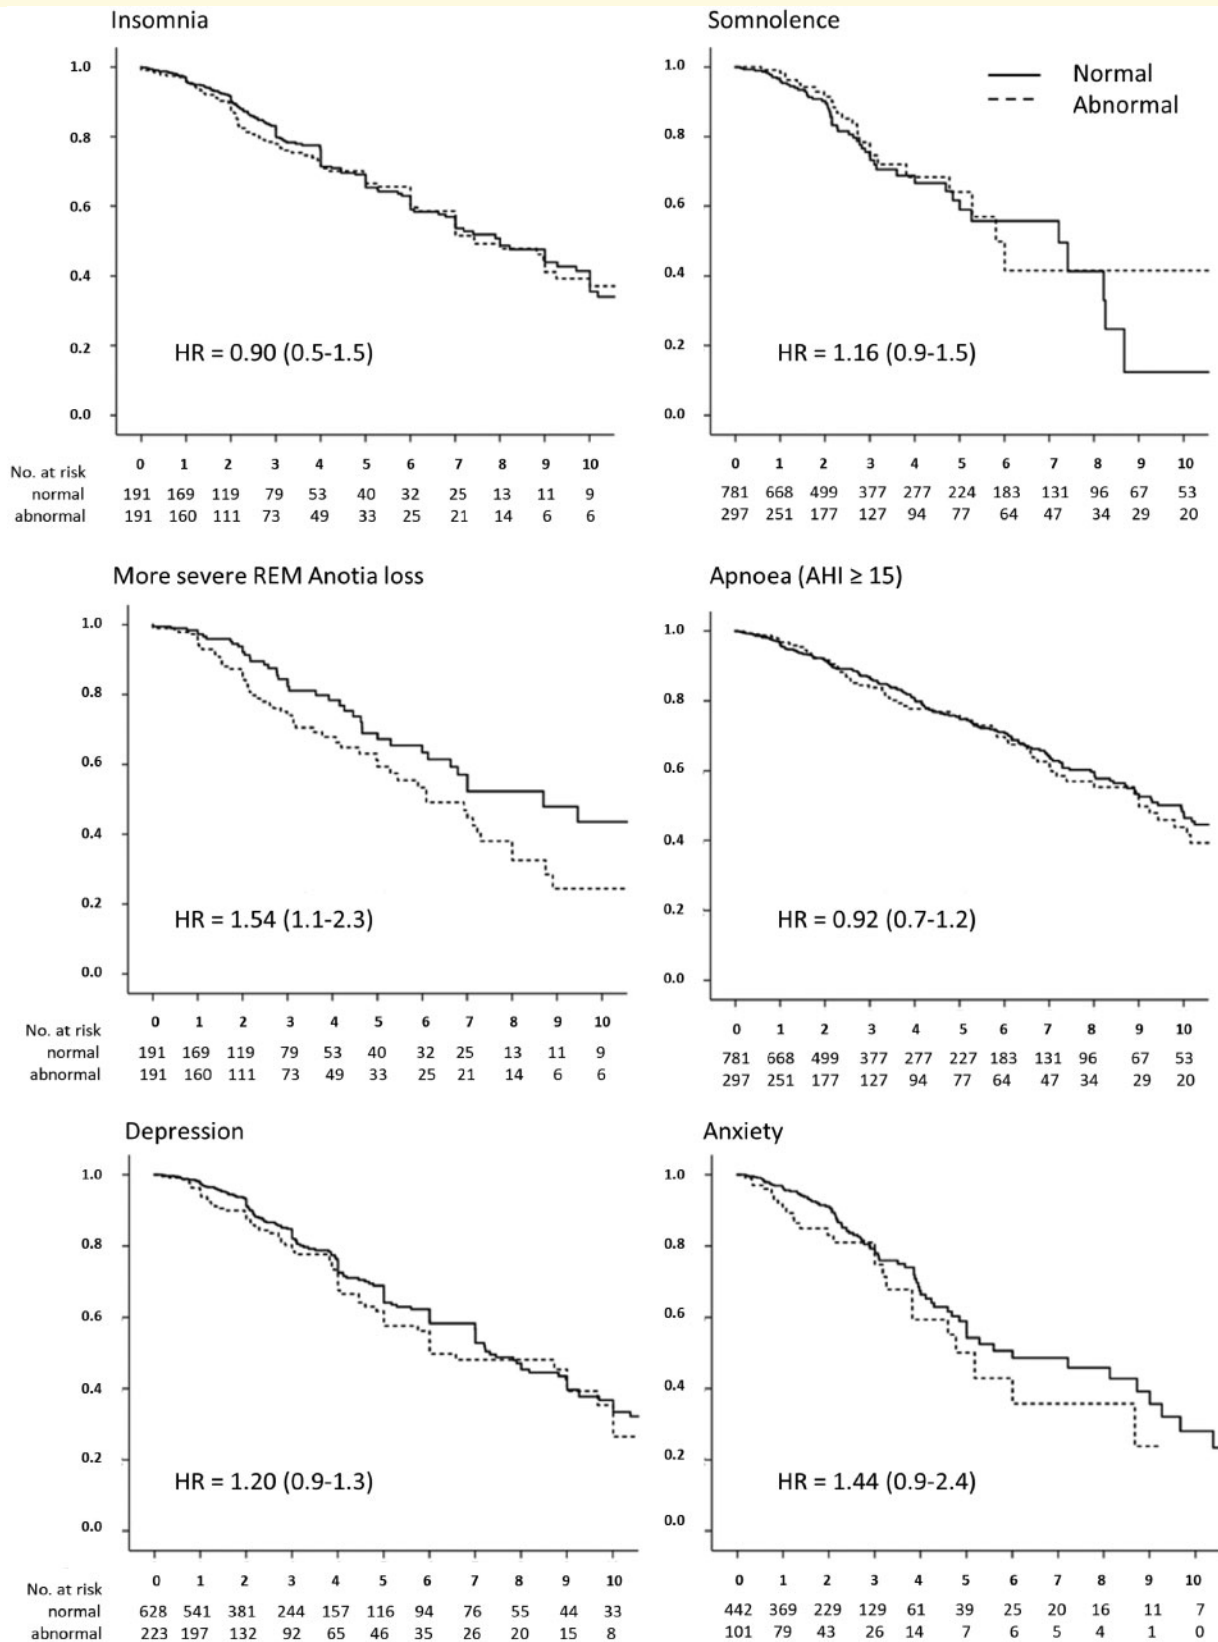 Insomnia
1.0
0.8
0.6
0.4
0.2
0.0
HR = 0.90 (0.5-1.5)
0 1 2 3 4 5 6 7 8 9 10
No. at risk
normal 191 169 119 79 53 40 32 25 13 11 9
abnormal 191 160 111 73 49 33 25 21 14 6 6
Somnolence
Normal
Abnormal
1.0
0.8
0.6
0.4
0.2
0.0
HR = 1.16 (0.9-1.5)
0 1 2 3 4 5 6 7 8 9 10
781 668 499 377 277 224 183 131 96 67 53
297 251 177 127 94 77 64 47 34 29 20
More severe REM Anotia loss
1.0
0.8
0.6
0.4
0.2
0.0
HR = 1.54 (1.1-2.3)
0 1 2 3 4 5 6 7 8 9 10
No. at risk
normal 191 169 119 79 53 40 32 25 13 11 9
abnormal 191 160 111 73 49 33 25 21 14 6 6
Apnoea (AHI ≥ 15)
1.0
0.8
0.6
0.4
0.2
0.0
HR = 0.92 (0.7-1.2)
0 1 2 3 4 5 6 7 8 9 10
781 668 499 377 277 227 183 131 96 67 53
297 251 177 127 94 77 64 47 34 29 20
Depression
1.0
0.8
0.6
0.4
0.2
0.0
HR = 1.20 (0.9-1.3)
0 1 2 3 4 5 6 7 8 9 10
No. at risk
normal 628 541 381 244 157 116 94 76 55 44 33
abnormal 223 197 132 92 65 46 35 26 20 15 8
Anxiety
1.0
0.8
0.6
0.4
0.2
0.0
HR = 1.44 (0.9-2.4)
0 1 2 3 4 5 6 7 8 9 10
442 369 229 129 61 39 25 20 16 11 7
101 79 43 26 14 7 6 5 4 1 0